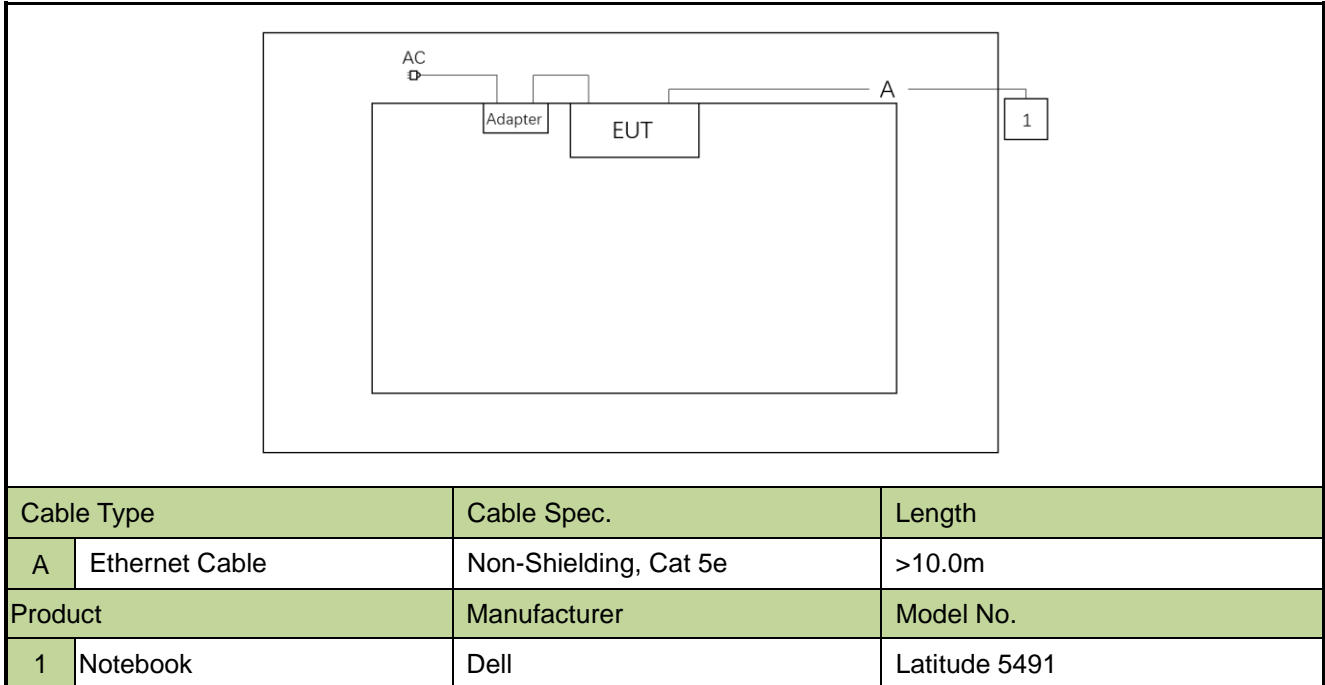 AC
A
Adapter
EUT
1
Cable Type Cable Spec. Length
A Ethernet Cable Non-Shielding, Cat 5e >10.0m
Product Manufacturer Model No.
1 Notebook Dell Latitude 5491